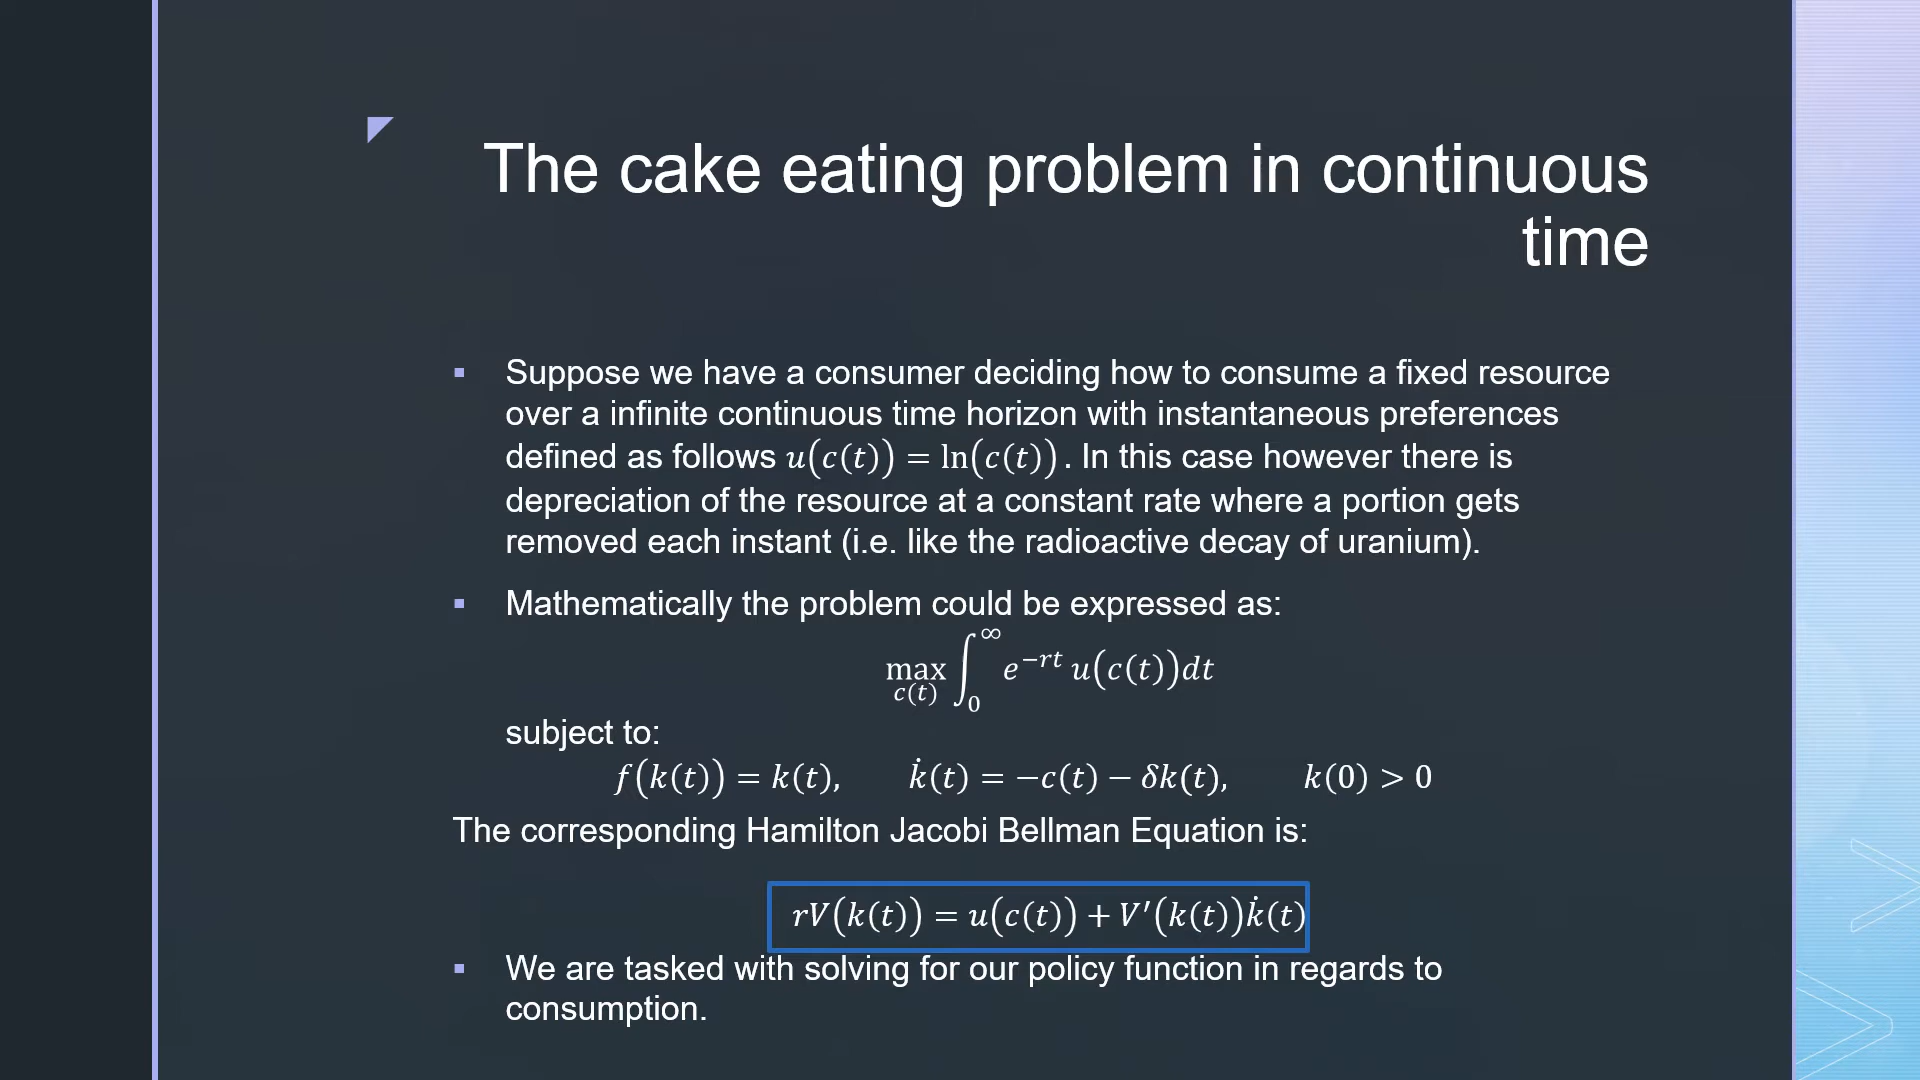 The cake eating problem in continuous
time
▪ Suppose we have a consumer deciding how to consume a fixed resource
over a infinite continuous time horizon with instantaneous preferences
defined as follows u(c(t)) = ln(c(t)). In this case however there is
depreciation of the resource at a constant rate where a portion gets
removed each instant (i.e. like the radioactive decay of uranium).
▪ Mathematically the problem could be expressed as:
max_{c(t)} ∫_0^∞ e^{−rt} u(c(t))dt
subject to:
f(k(t)) = k(t), k̇(t) = −c(t) − δk(t), k(0) > 0
The corresponding Hamilton Jacobi Bellman Equation is:
rV(k(t)) = u(c(t)) + V′(k(t))k̇(t)
▪ We are tasked with solving for our policy function in regards to
consumption.